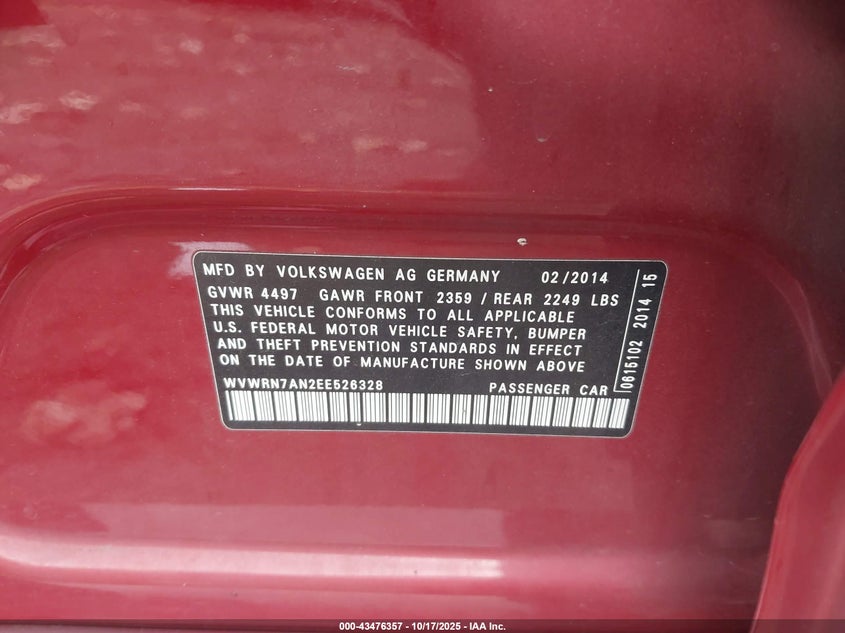 MFD BY VOLKSWAGEN AG GERMANY 02/2014
GVWR 4497 GAWR FRONT 2359 / REAR 2249 LBS
THIS VEHICLE CONFORMS TO ALL APPLICABLE
U.S. FEDERAL MOTOR VEHICLE SAFETY, BUMPER
AND THEFT PREVENTION STANDARDS IN EFFECT
ON THE DATE OF MANUFACTURE SHOWN ABOVE
WVWRN7AN2EE526328 PASSENGER CAR
0615102 2014 15
000-43476357 - 10/17/2025 - IAA Inc.